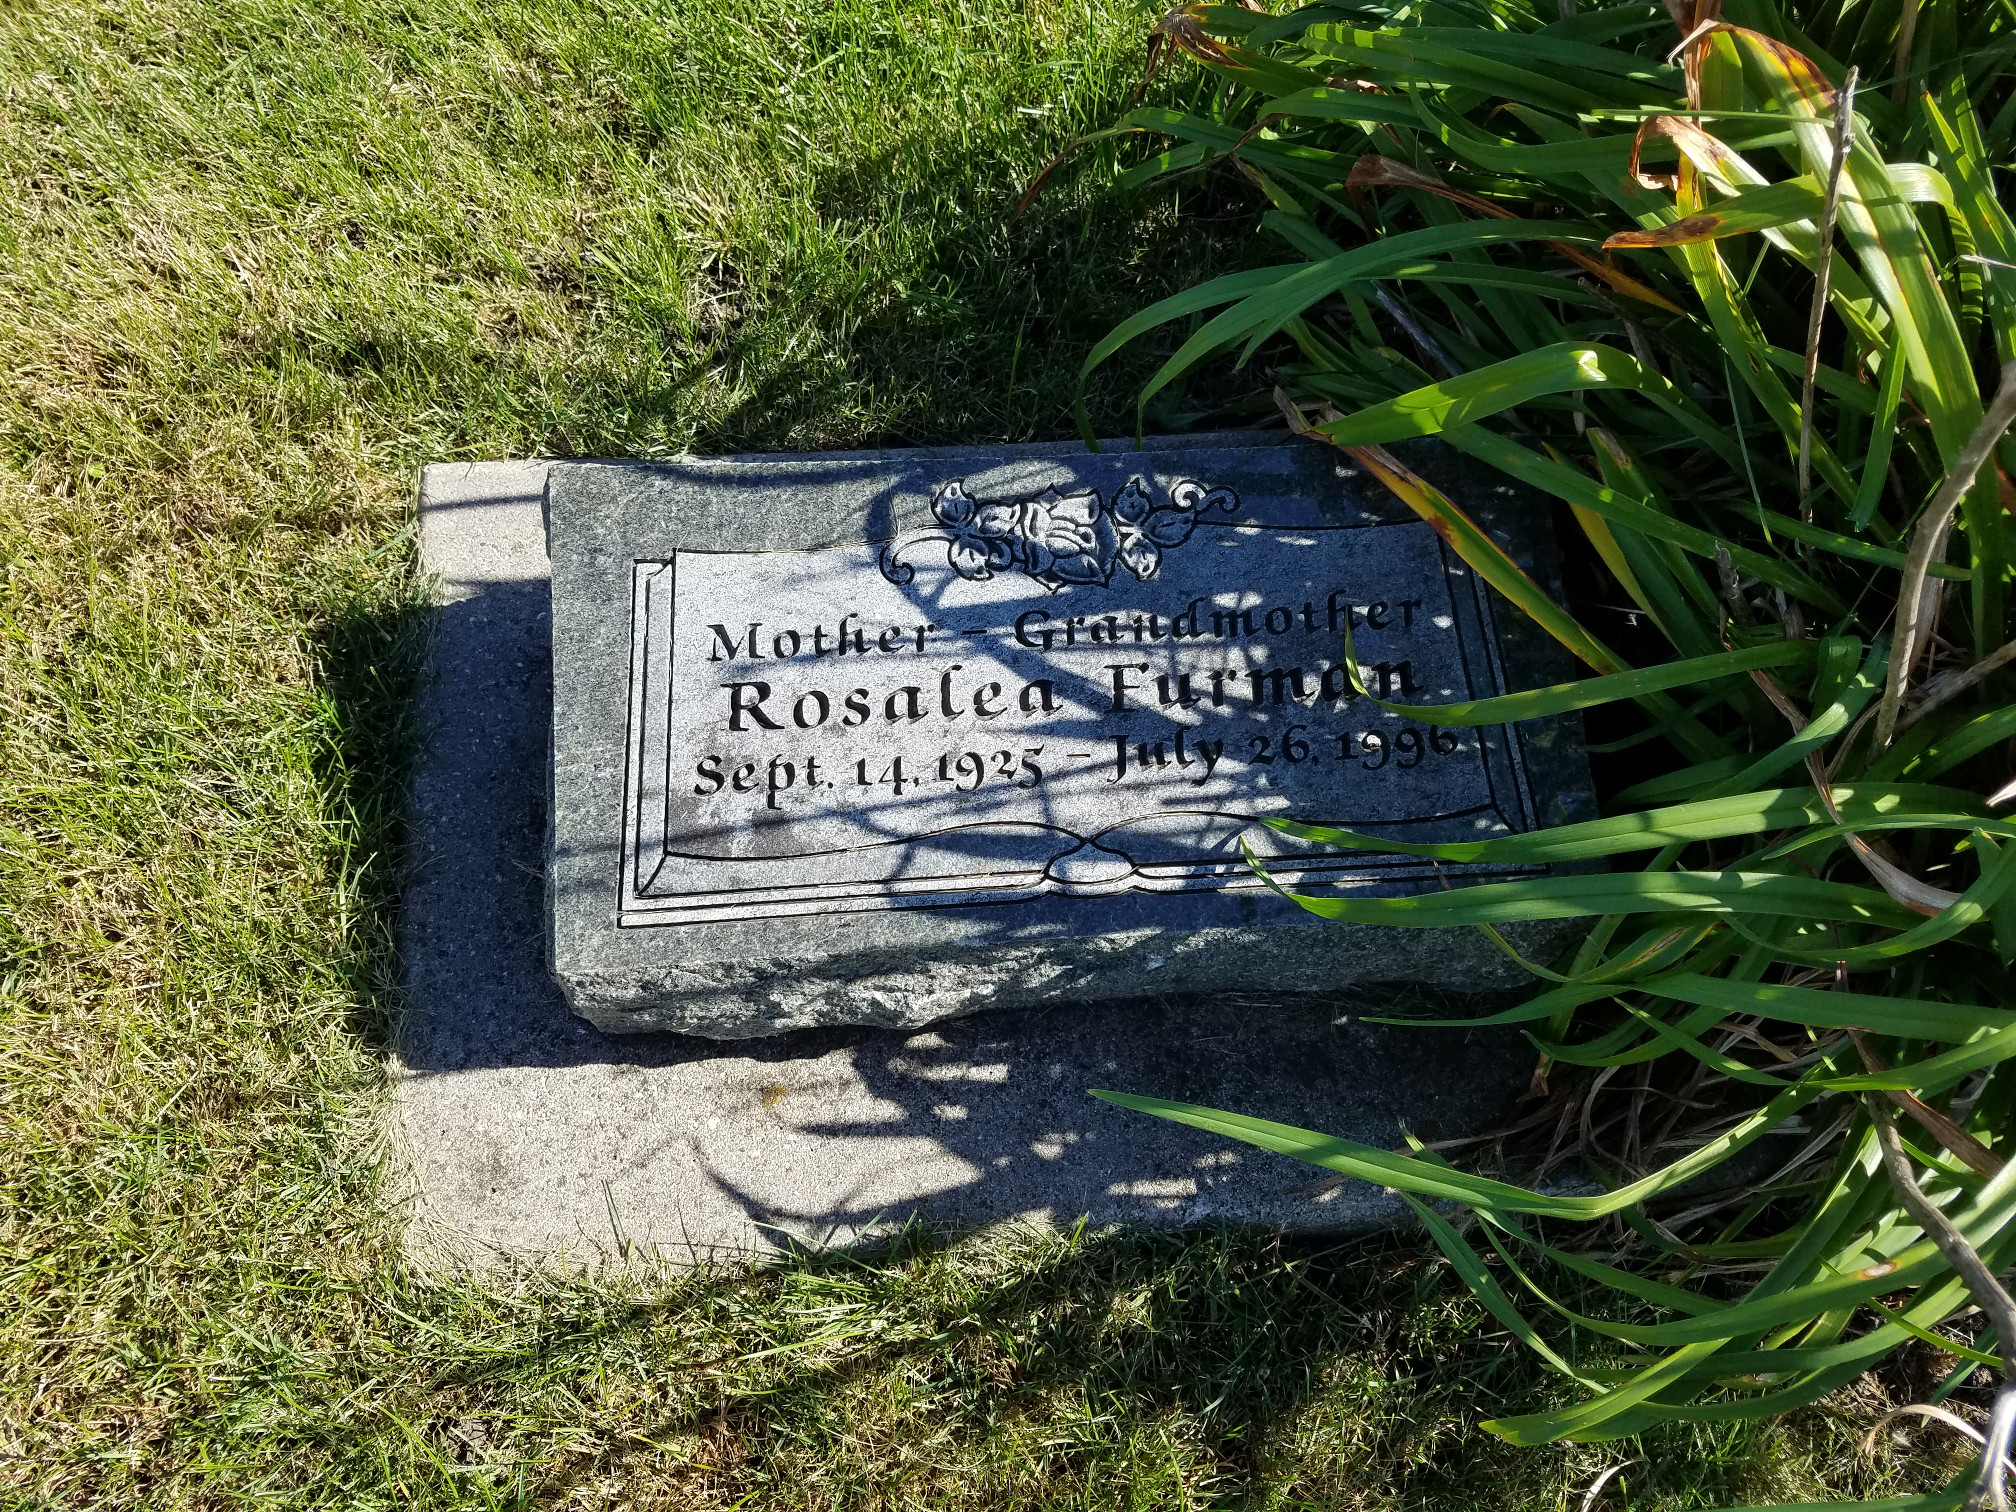 Mother - Grandmother
Rosalea Furman
Sept. 14, 1925 - July 26, 1996